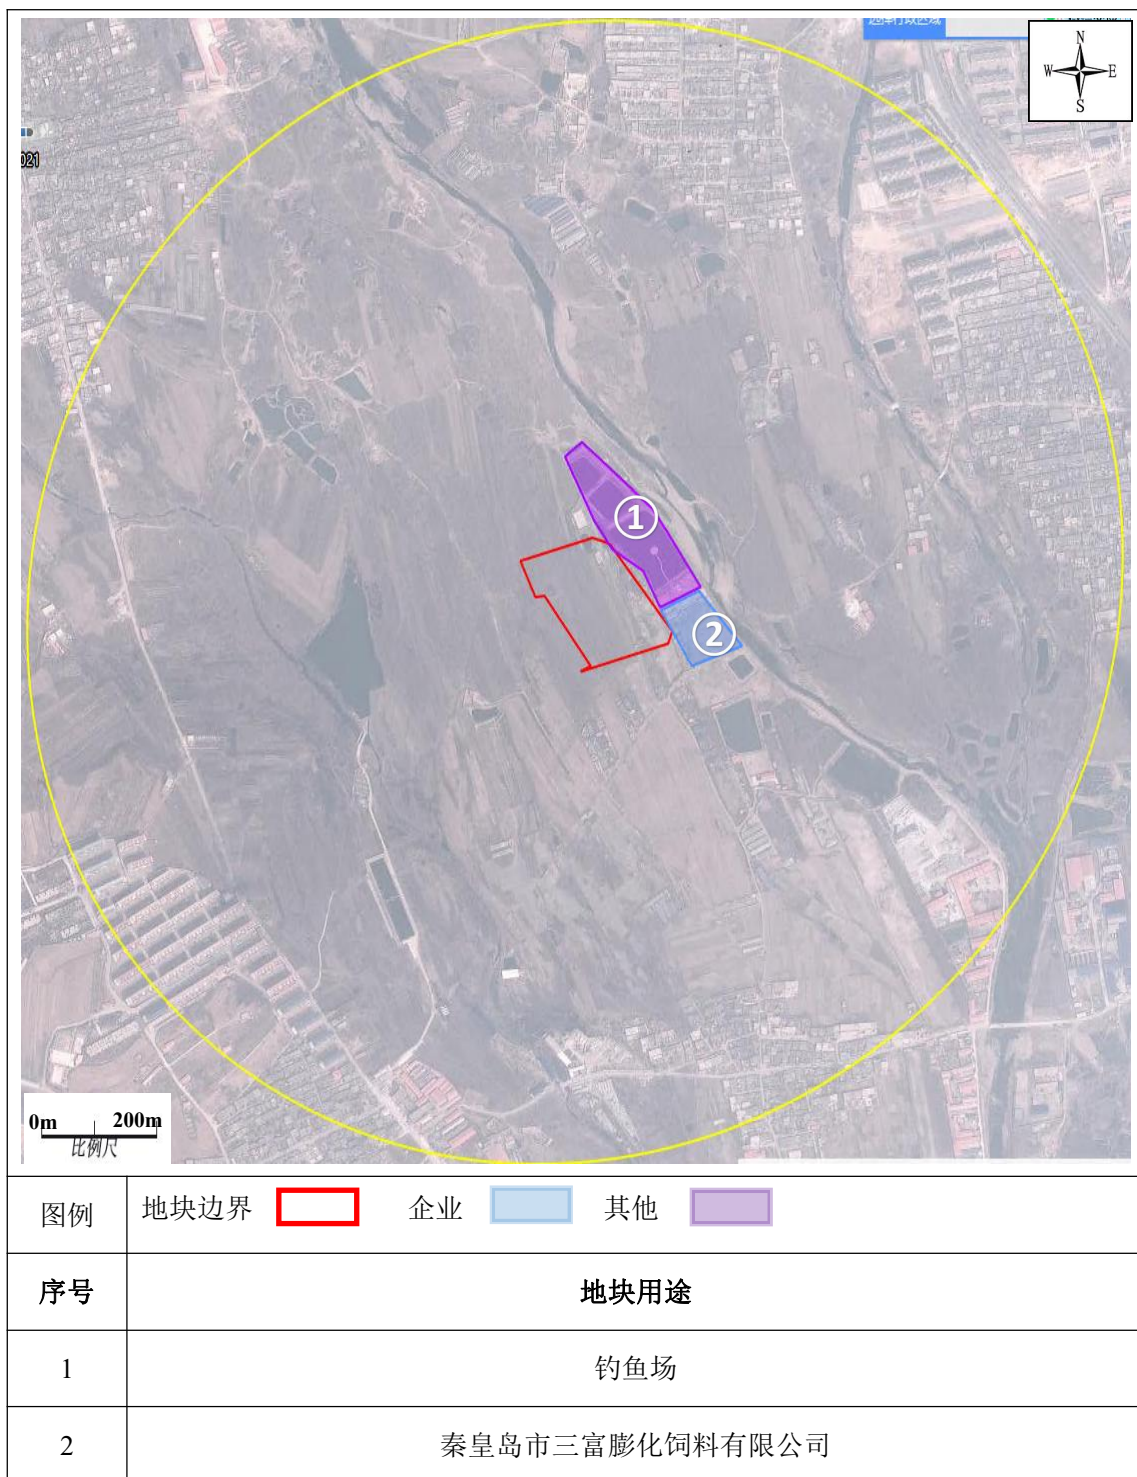 N
W E
S
021
①
②
0m 200m
比例尺
图例 地块边界 企业 其他
序号 地块用途
1 钓鱼场
2 秦皇岛市三富膨化饲料有限公司